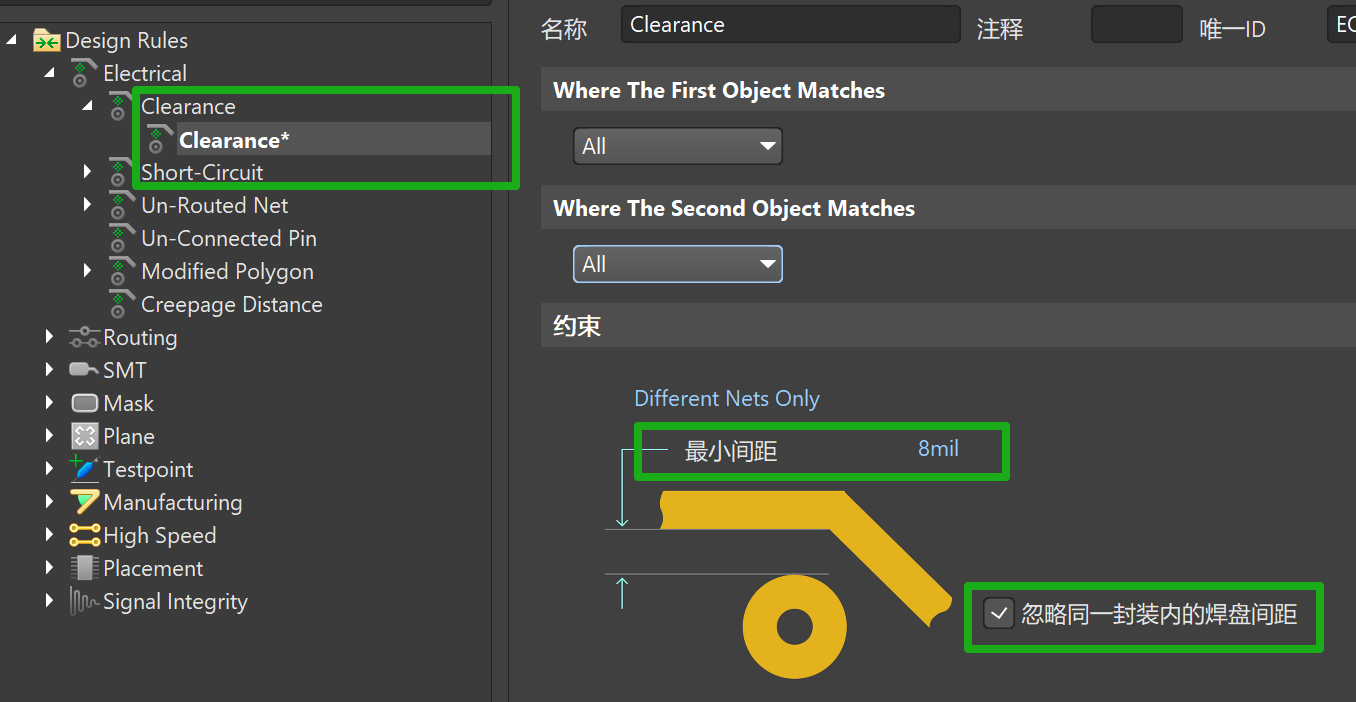 名称 Clearance 注释 唯一ID EC
Design Rules
Electrical
Clearance
Clearance*
Short-Circuit
Un-Routed Net
Un-Connected Pin
Modified Polygon
Creepage Distance
Routing
SMT
Mask
Plane
Testpoint
Manufacturing
High Speed
Placement
Signal Integrity
Where The First Object Matches
All
Where The Second Object Matches
All
约束
Different Nets Only
最小间距 8mil
忽略同一封装内的焊盘间距